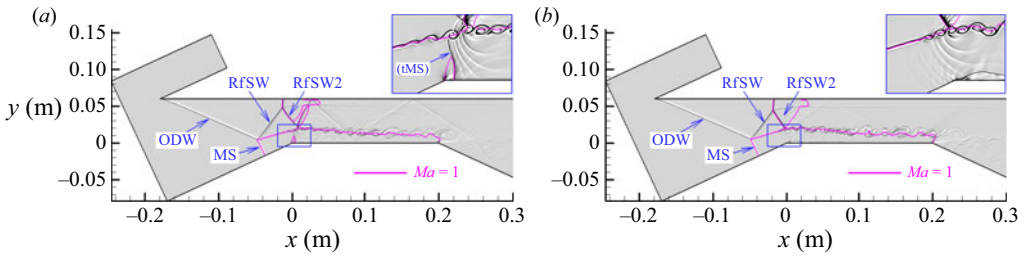 (a)
0.15
0.10
0.05
0
−0.05
y (m)
RfSW
RfSW2
(tMS)
ODW
MS
Ma = 1
−0.2
−0.1
0
0.1
0.2
0.3
x (m)
(b)
0.15
0.10
0.05
0
−0.05
RfSW
RfSW2
ODW
MS
Ma = 1
−0.2
−0.1
0
0.1
0.2
0.3
x (m)